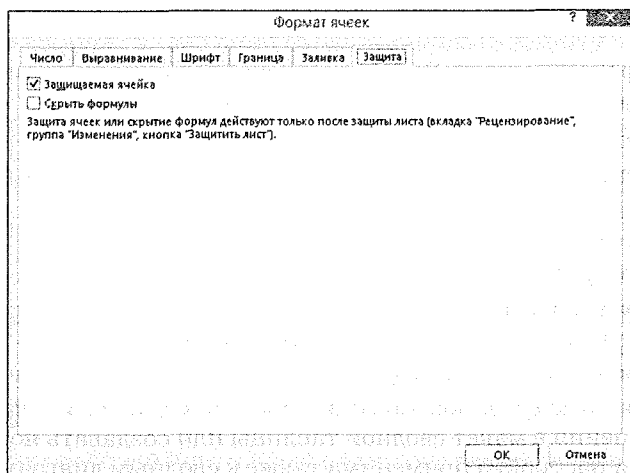 Формат ячеек
?
Число Выравнивание Шрифт Граница Заливка Защита
Защищаемая ячейка
Скрыть формулы
Защита ячеек или скрытие формул действуют только после защиты листа (вкладка "Рецензирование",
группа "Изменения", кнопка "Защитить лист").
OK Отмена